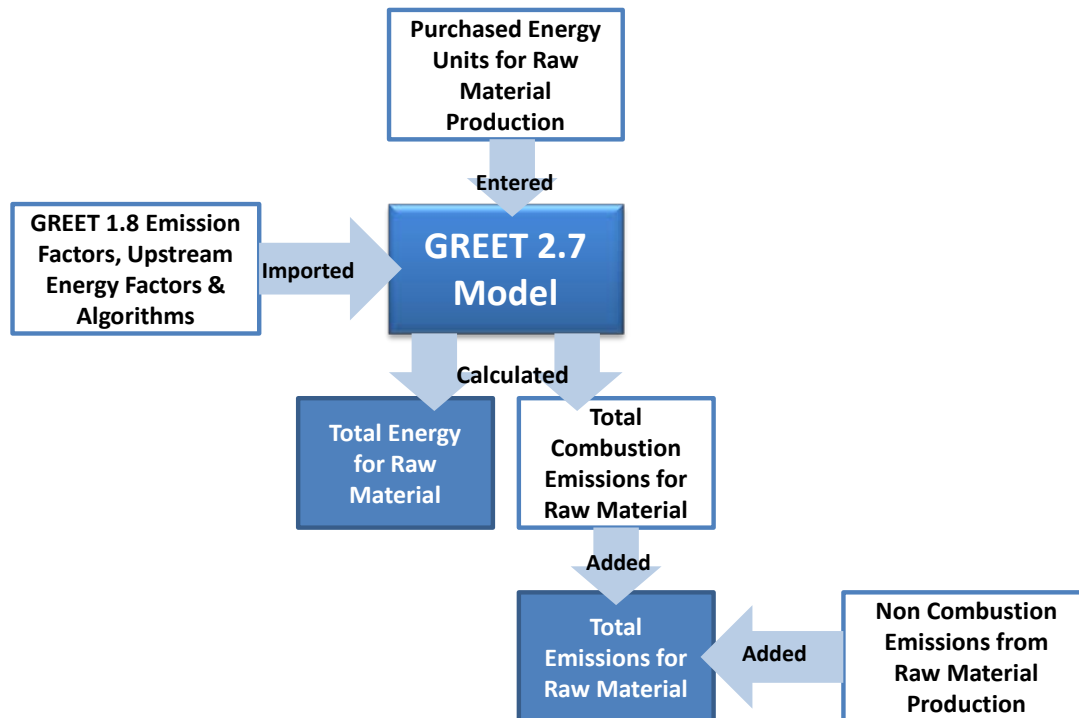 Purchased Energy
Units for Raw
Material
Production
Entered
GREET 1.8 Emission
Factors, Upstream
Energy Factors &
Algorithms
Imported
GREET 2.7
Model
Calculated
Total Energy
for Raw
Material
Total
Combustion
Emissions for
Raw Material
Added
Total
Emissions for
Raw Material
Added
Non Combustion
Emissions from
Raw Material
Production